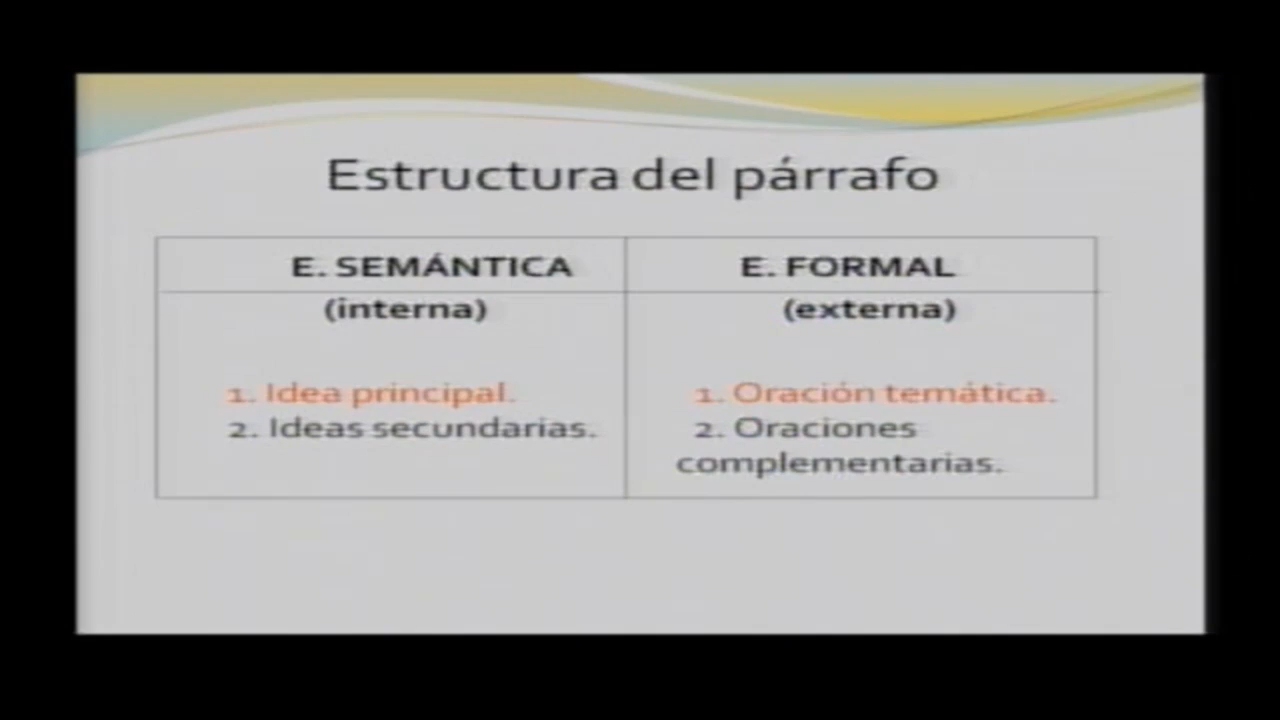 Estructura del párrafo
E. SEMÁNTICA
(interna)
1. Idea principal.
2. Ideas secundarias.
E. FORMAL
(externa)
1. Oración temática.
2. Oraciones
complementarias.